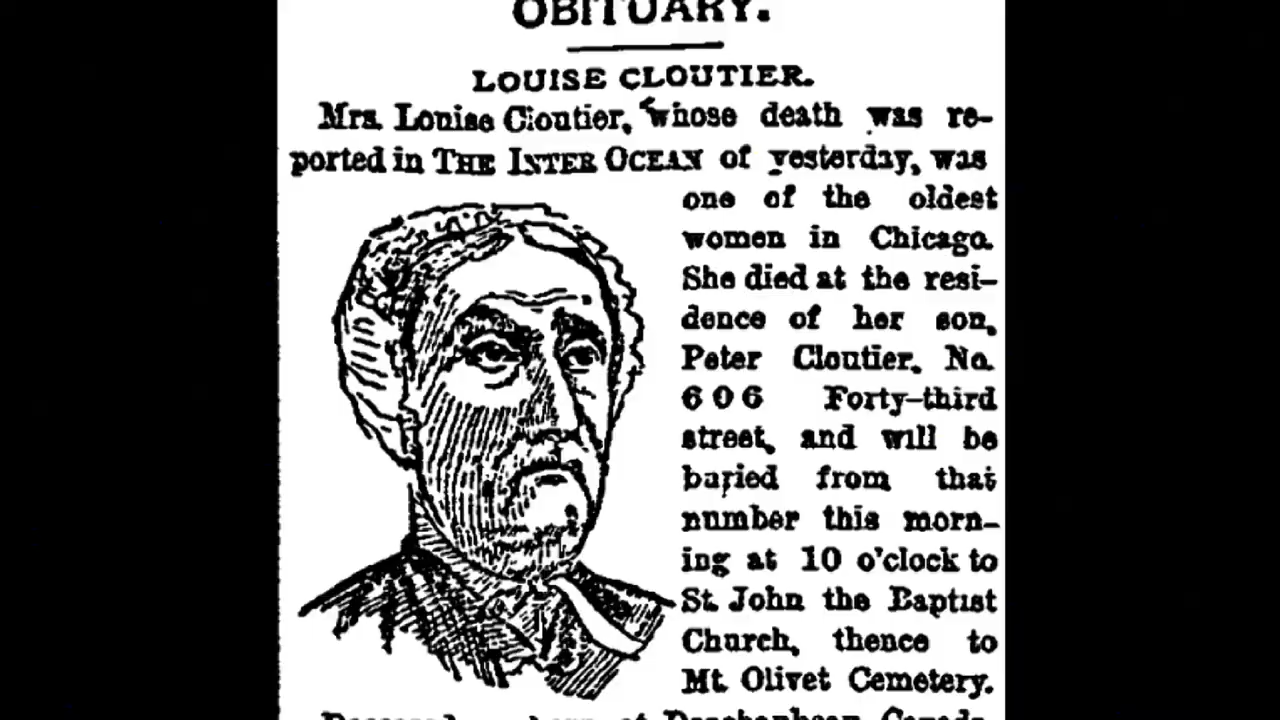 OBITUARY.
LOUISE CLOUTIER.
Mrs. Louise Cloutier, whose death was re-
ported in THE INTER OCEAN of yesterday, was
one of the oldest
women in Chicago.
She died at the resi-
dence of her son,
Peter Cloutier, No.
606 Forty-third
street, and will be
buried from that
number this morn-
ing at 10 o'clock to
St. John the Baptist
Church, thence to
Mt. Olivet Cemetery.